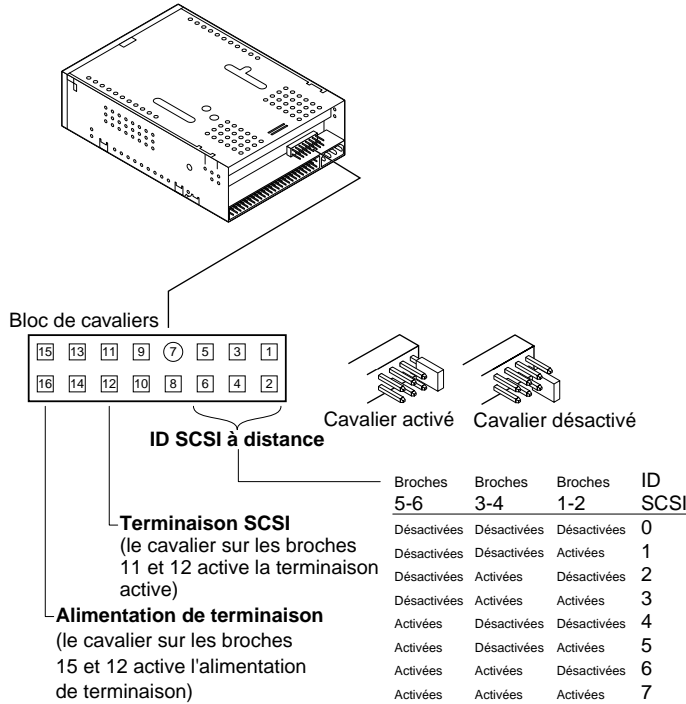 Bloc de cavaliers
15 13 11 9 7 5 3 1
16 14 12 10 8 6 4 2
Cavalier activé Cavalier désactivé
ID SCSI à distance
Broches Broches Broches ID
5-6 3-4 1-2 SCSI
Désactivées Désactivées Désactivées 0
Désactivées Désactivées Activées 1
Désactivées Activées Désactivées 2
Désactivées Activées Activées 3
Activées Désactivées Désactivées 4
Activées Désactivées Activées 5
Activées Activées Désactivées 6
Activées Activées Activées 7
Terminaison SCSI
(le cavalier sur les broches
11 et 12 active la terminaison
active)
Alimentation de terminaison
(le cavalier sur les broches
15 et 12 active l'alimentation
de terminaison)